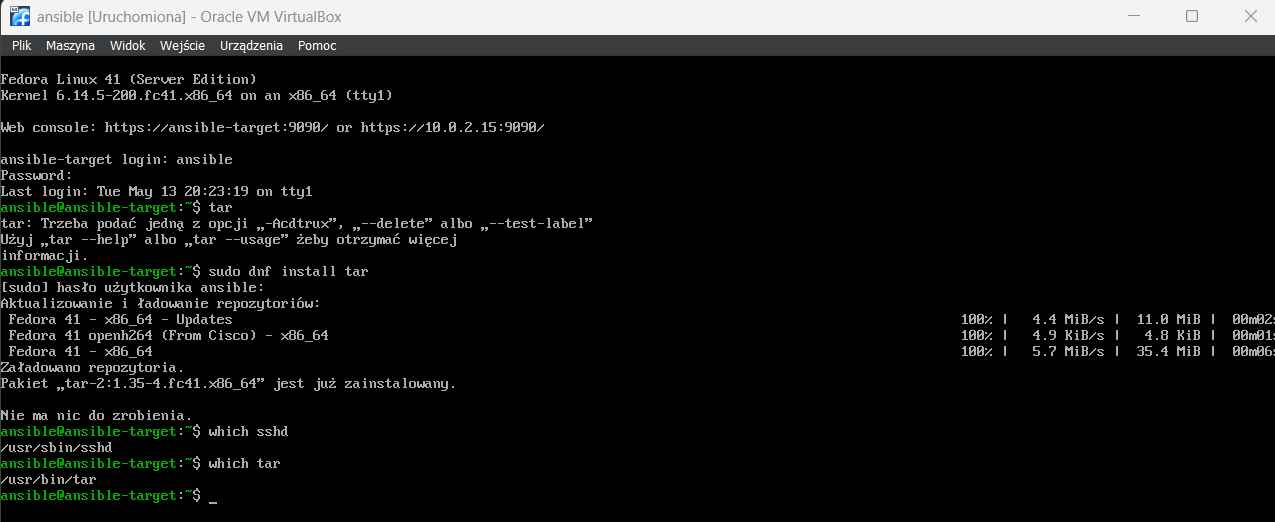 ansible [Uruchomiona] - Oracle VM VirtualBox
Plik Maszyna Widok Wejście Urządzenia Pomoc
Fedora Linux 41 (Server Edition)
Kernel 6.14.5-200.fc41.x86_64 on an x86_64 (tty1)
Web console: https://ansible-target:9090/ or https://10.0.2.15:9090/
ansible-target login: ansible
Password:
Last login: Tue May 13 20:23:19 on tty1
ansible@ansible-target:~$ tar
tar: Trzeba podać jedną z opcji „-Acdtrux”, „--delete” albo „--test-label”
Użyj „tar --help” albo „tar --usage” żeby otrzymać więcej
informacji.
ansible@ansible-target:~$ sudo dnf install tar
[sudo] hasło użytkownika ansible:
Aktualizowanie i ładowanie repozytoriów:
Fedora 41 - x86_64 - Updates 100% | 4.4 MiB/s | 11.0 MiB | 00m02s
Fedora 41 openh264 (From Cisco) - x86_64 100% | 4.9 KiB/s | 4.8 KiB | 00m01s
Fedora 41 - x86_64 100% | 5.7 MiB/s | 35.4 MiB | 00m06s
Załadowano repozytoria.
Pakiet „tar-2:1.35-4.fc41.x86_64” jest już zainstalowany.
Nie ma nic do zrobienia.
ansible@ansible-target:~$ which sshd
/usr/sbin/sshd
ansible@ansible-target:~$ which tar
/usr/bin/tar
ansible@ansible-target:~$ _